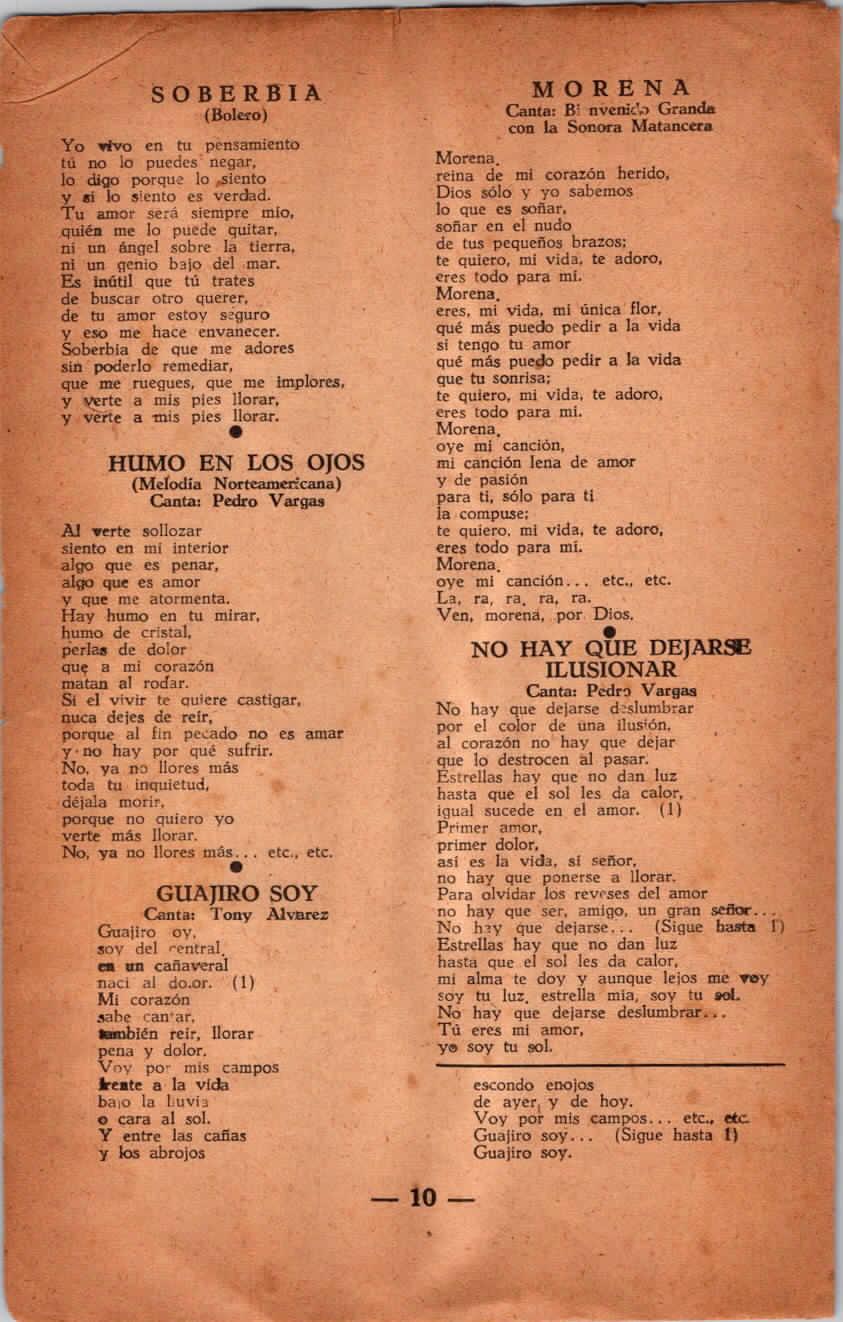 SOBERBIA
(Bolero)
Yo vivo en tu pensamiento
tú no lo puedes negar,
lo digo porque lo siento
y si lo siento es verdad.
Tu amor será siempre mío,
quién me lo puede quitar,
ni un ángel sobre la tierra,
ni un genio bajo del mar.
Es inútil que tú trates
de buscar otro querer,
de tu amor estoy seguro
y eso me hace envanecer.
Soberbia de que me adores
sin poderlo remediar,
que me ruegues, que me implores,
y verte a mis pies llorar,
y verte a mis pies llorar.
HUMO EN LOS OJOS
(Melodía Norteamericana)
Canta: Pedro Vargas
Al verte sollozar
siento en mi interior
algo que es penar,
algo que es amor
y que me atormenta.
Hay humo en tu mirar,
humo de cristal,
perlas de dolor
que a mi corazón
matan al rodar.
Si el vivir te quiere castigar,
nuca dejes de reír,
porque al fin pecado no es amar
y no hay por qué sufrir.
No, ya no llores más
toda tu inquietud,
déjala morir,
porque no quiero yo
verte más llorar.
No, ya no llores más... etc., etc.
GUAJIRO SOY
Canta: Tony Alvarez
Guajiro oy,
soy del central,
en un cañaveral
nací al dolor. (1)
Mi corazón
sabe cantar,
también reír, llorar
pena y dolor.
Voy por mis campos
frente a la vida
bajo la lluvia
o cara al sol.
Y entre las cañas
y los abrojos
MORENA
Canta: Bienvenido Granda
con la Sonora Matancera
Morena,
reina de mi corazón herido,
Dios sólo y yo sabemos
lo que es soñar,
soñar en el nudo
de tus pequeños brazos;
te quiero, mi vida, te adoro,
eres todo para mí.
Morena,
eres, mi vida, mi única flor,
qué más puedo pedir a la vida
si tengo tu amor
qué más puedo pedir a la vida
que tu sonrisa;
te quiero, mi vida, te adoro,
eres todo para mí.
Morena,
oye mi canción,
mi canción lena de amor
y de pasión
para ti, sólo para ti
la compuse;
te quiero, mi vida, te adoro,
eres todo para mí.
Morena,
oye mi canción... etc., etc.
La, ra, ra, ra, ra.
Ven, morena, por Dios.
NO HAY QUE DEJARSE
ILUSIONAR
Canta: Pedro Vargas
No hay que dejarse deslumbrar
por el color de una ilusión,
al corazón no hay que dejar
que lo destrocen al pasar.
Estrellas hay que no dan luz
hasta que el sol les da calor,
igual sucede en el amor. (1)
Primer amor,
primer dolor,
así es la vida, sí señor,
no hay que ponerse a llorar.
Para olvidar los reveses del amor
no hay que ser, amigo, un gran señor...
No hay que dejarse... (Sigue hasta 1)
Estrellas hay que no dan luz
hasta que el sol les da calor,
mi alma te doy y aunque lejos me voy
soy tu luz, estrella mía, soy tu sol.
No hay que dejarse deslumbrar...
Tú eres mi amor,
yo soy tu sol.
escondo enojos
de ayer y de hoy.
Voy por mis campos... etc., etc.
Guajiro soy... (Sigue hasta 1)
Guajiro soy.
— 10 —